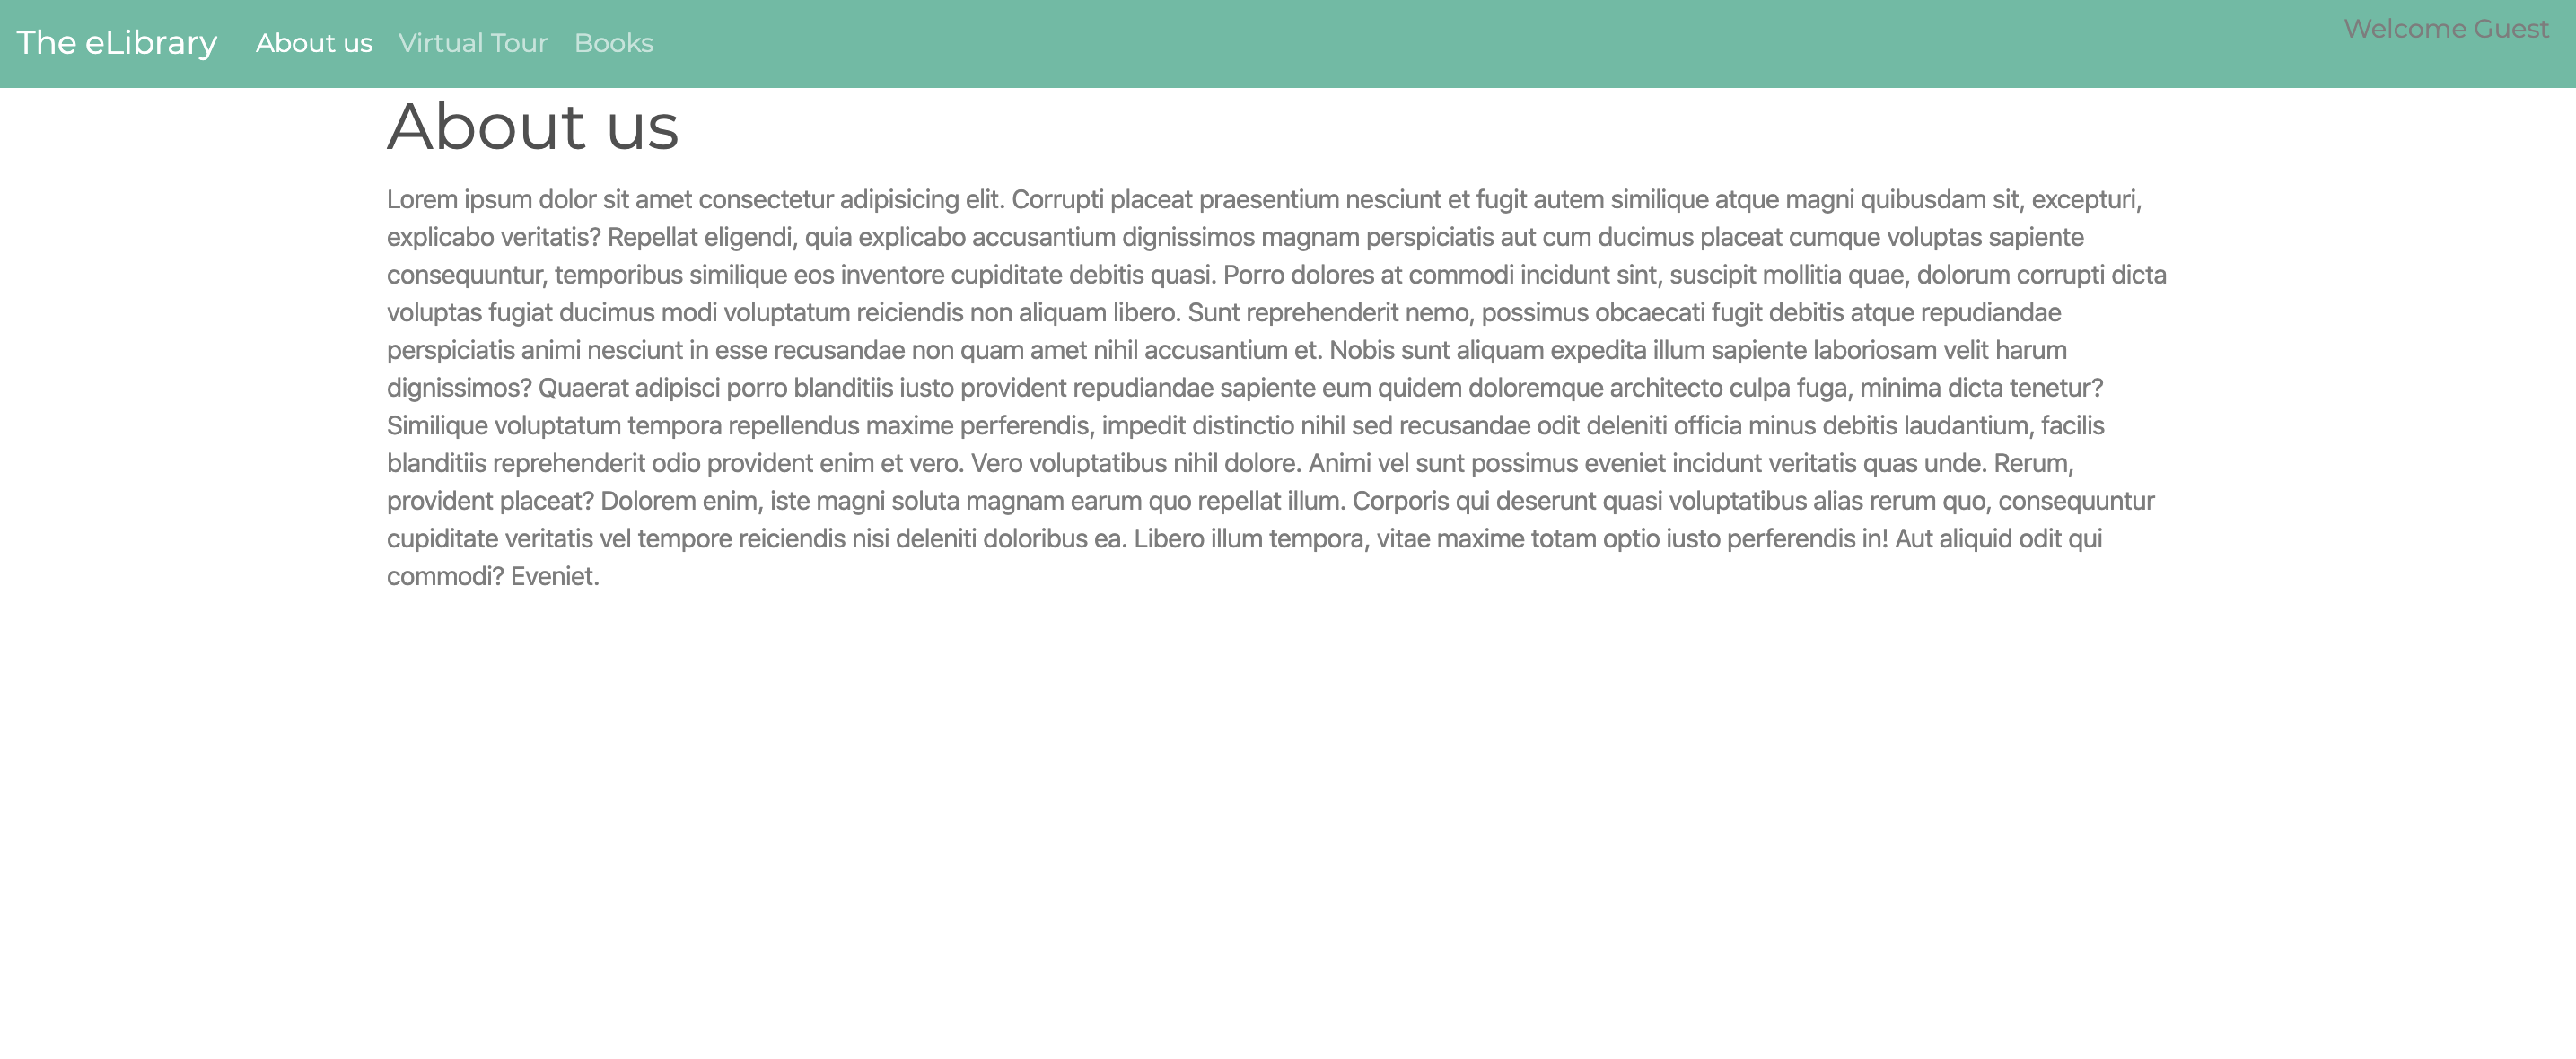 The eLibrary About us Virtual Tour Books Welcome Guest
About us
Lorem ipsum dolor sit amet consectetur adipisicing elit. Corrupti placeat praesentium nesciunt et fugit autem similique atque magni quibusdam sit, excepturi,
explicabo veritatis? Repellat eligendi, quia explicabo accusantium dignissimos magnam perspiciatis aut cum ducimus placeat cumque voluptas sapiente
consequuntur, temporibus similique eos inventore cupiditate debitis quasi. Porro dolores at commodi incidunt sint, suscipit mollitia quae, dolorum corrupti dicta
voluptas fugiat ducimus modi voluptatum reiciendis non aliquam libero. Sunt reprehenderit nemo, possimus obcaecati fugit debitis atque repudiandae
perspiciatis animi nesciunt in esse recusandae non quam amet nihil accusantium et. Nobis sunt aliquam expedita illum sapiente laboriosam velit harum
dignissimos? Quaerat adipisci porro blanditiis iusto provident repudiandae sapiente eum quidem doloremque architecto culpa fuga, minima dicta tenetur?
Similique voluptatum tempora repellendus maxime perferendis, impedit distinctio nihil sed recusandae odit deleniti officia minus debitis laudantium, facilis
blanditiis reprehenderit odio provident enim et vero. Vero voluptatibus nihil dolore. Animi vel sunt possimus eveniet incidunt veritatis quas unde. Rerum,
provident placeat? Dolorem enim, iste magni soluta magnam earum quo repellat illum. Corporis qui deserunt quasi voluptatibus alias rerum quo, consequuntur
cupiditate veritatis vel tempore reiciendis nisi deleniti doloribus ea. Libero illum tempora, vitae maxime totam optio iusto perferendis in! Aut aliquid odit qui
commodi? Eveniet.